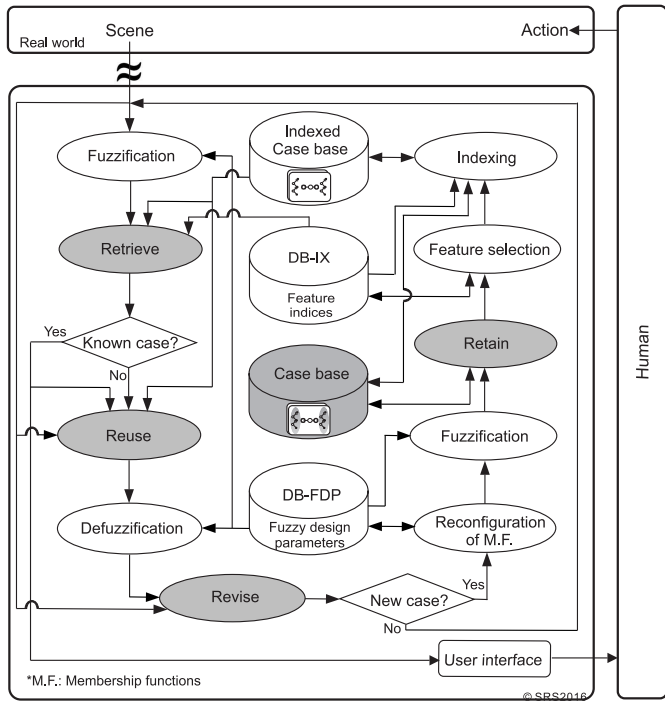 Scene
Action
Real world
Fuzzification
Indexed
Case base
Indexing
Retrieve
DB-IX
Feature
indices
Feature selection
Yes
Known case?
No
Case base
Retain
Human
Reuse
Fuzzification
Defuzzification
DB-FDP
Fuzzy design
parameters
Reconfiguration
of M.F.
Revise
New case?
Yes
No
User interface
*M.F.: Membership functions
© SRS2016